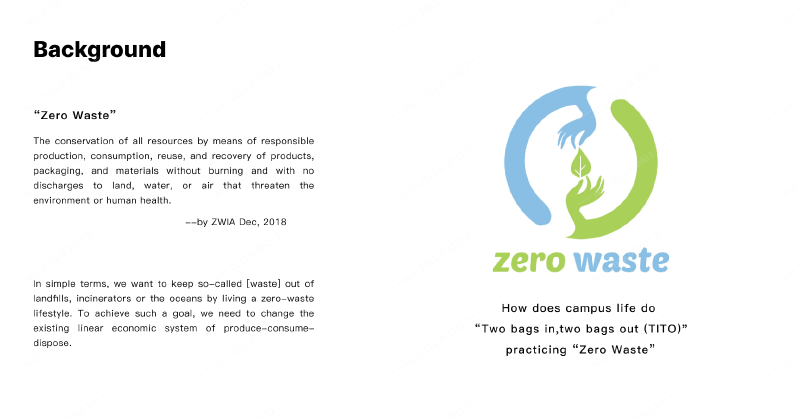 Background
“Zero Waste”
The conservation of all resources by means of responsible
production, consumption, reuse, and recovery of products,
packaging, and materials without burning and with no
discharges to land, water, or air that threaten the
environment or human health.
--by ZWIA Dec, 2018
In simple terms, we want to keep so-called [waste] out of
landfills, incinerators or the oceans by living a zero-waste
lifestyle. To achieve such a goal, we need to change the
existing linear economic system of produce-consume-
dispose.
zero waste
How does campus life do
“Two bags in,two bags out (TITO)”
practicing “Zero Waste”